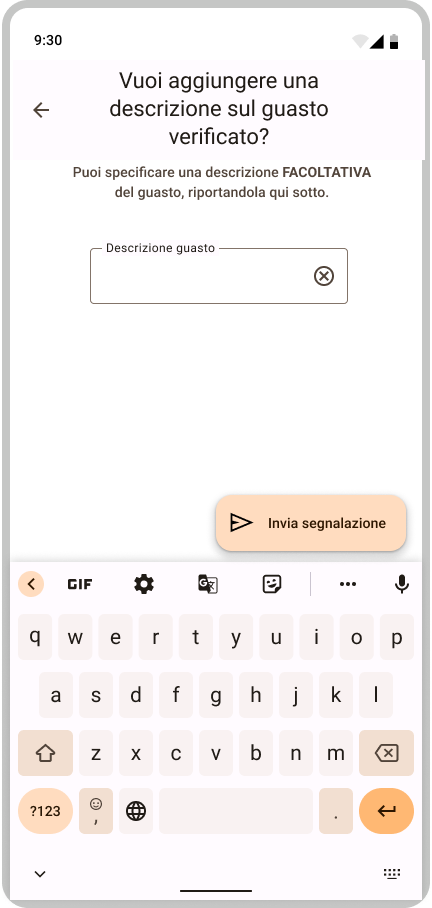 9:30
Vuoi aggiungere una
descrizione sul guasto
verificato?
Puoi specificare una descrizione FACOLTATIVA
del guasto, riportandola qui sotto.
Descrizione guasto
Invia segnalazione
GIF
q w e r t y u i o p
a s d f g h j k l
z x c v b n m
?123 , .